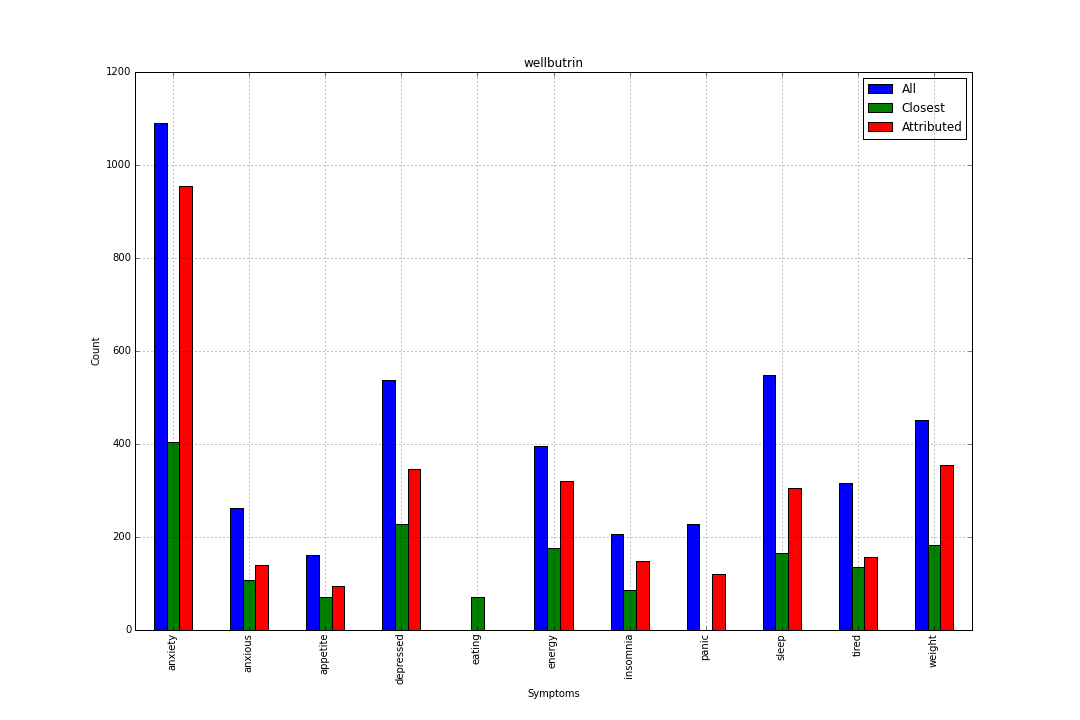 wellbutrin
1200
1000
800
600
400
200
0
Count
All
Closest
Attributed
anxiety
anxious
appetite
depressed
eating
energy
insomnia
panic
sleep
tired
weight
Symptoms